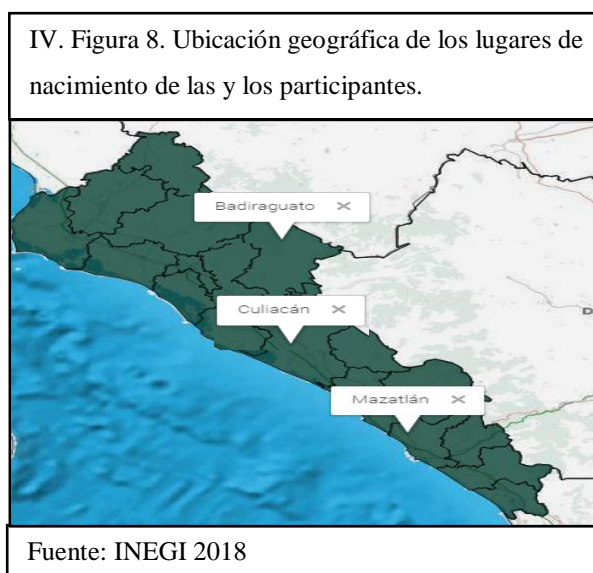 IV. Figura 8. Ubicación geográfica de los lugares de
nacimiento de las y los participantes.
Badiraguato ×
Culiacán ×
Mazatlán ×
D
Fuente: INEGI 2018